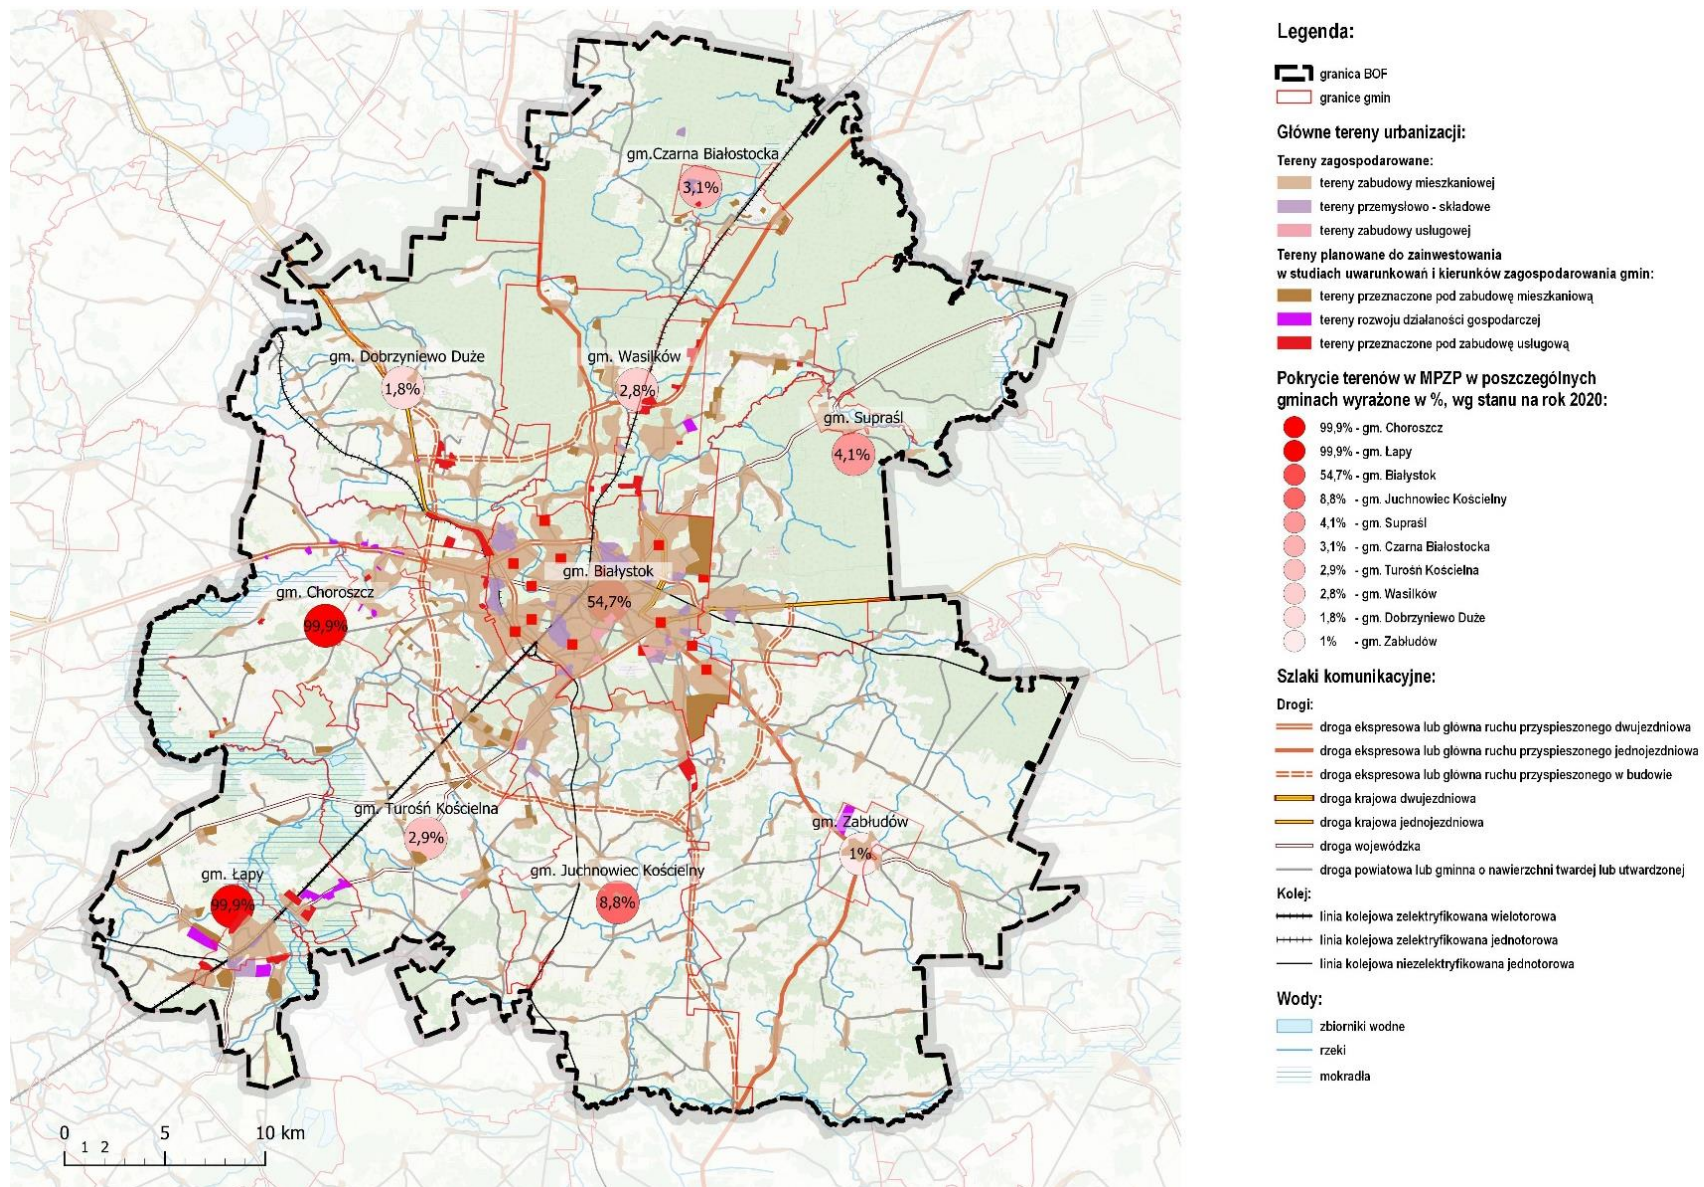 gm.Czarna Białostocka
3,1%
gm. Dobrzyniewo Duże
1,8%
gm. Wasilków
2,8%
gm. Supraśl
4,1%
gm. Białystok
54,7%
gm. Choroszcz
99,9%
gm. Turośń Kościelna
2,9%
gm. Zabłudów
1%
gm. Łapy
99,9%
gm. Juchnowiec Kościelny
8,8%
0 1 2 5 10 km
Legenda:
granica BOF
granice gmin
Główne tereny urbanizacji:
Tereny zagospodarowane:
tereny zabudowy mieszkaniowej
tereny przemysłowo - składowe
tereny zabudowy usługowej
Tereny planowane do zainwestowania
w studiach uwarunkowań i kierunków zagospodarowania gmin:
tereny przeznaczone pod zabudowę mieszkaniową
tereny rozwoju działaności gospodarczej
tereny przeznaczone pod zabudowę usługową
Pokrycie terenów w MPZP w poszczególnych
gminach wyrażone w %, wg stanu na rok 2020:
99,9% - gm. Choroszcz
99,9% - gm. Łapy
54,7% - gm. Białystok
8,8% - gm. Juchnowiec Kościelny
4,1% - gm. Supraśl
3,1% - gm. Czarna Białostocka
2,9% - gm. Turośń Kościelna
2,8% - gm. Wasilków
1,8% - gm. Dobrzyniewo Duże
1% - gm. Zabłudów
Szlaki komunikacyjne:
Drogi:
droga ekspresowa lub główna ruchu przyspieszonego dwujezdniowa
droga ekspresowa lub główna ruchu przyspieszonego jednojezdniowa
droga ekspresowa lub główna ruchu przyspieszonego w budowie
droga krajowa dwujezdniowa
droga krajowa jednojezdniowa
droga wojewódzka
droga powiatowa lub gminna o nawierzchni twardej lub utwardzonej
Kolej:
linia kolejowa zelektryfikowana wielotorowa
linia kolejowa zelektryfikowana jednotorowa
linia kolejowa niezelektryfikowana jednotorowa
Wody:
zbiorniki wodne
rzeki
mokradła